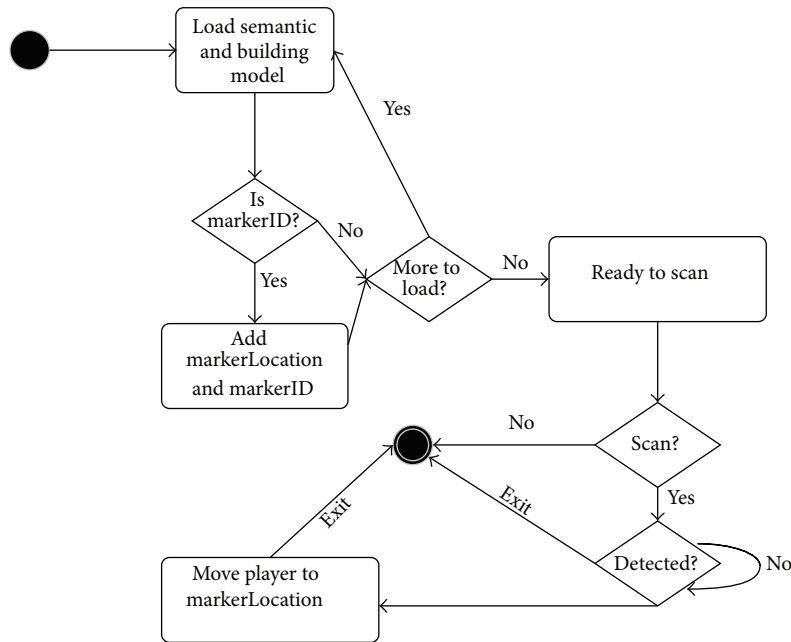 Load semantic
and building
model
Yes
Is
markerID?
No
More to
load?
No
Ready to scan
Yes
Add
markerLocation
and markerID
No
Scan?
Yes
Exit
Exit
Detected?
No
Move player to
markerLocation